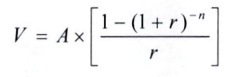 V = A × [ (1 − (1 + r)⁻ⁿ) / r ]